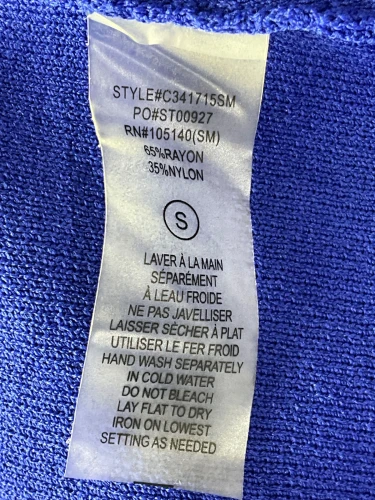 STYLE#C341715SM
PO#ST00927
RN#105140(SM)
65%RAYON
35%NYLON
S
LAVER À LA MAIN
SÉPARÉMENT
À LEAU FROIDE
NE PAS JAVELLISER
LAISSER SÉCHER À PLAT
UTILISER LE FER FROID
HAND WASH SEPARATELY
IN COLD WATER
DO NOT BLEACH
LAY FLAT TO DRY
IRON ON LOWEST
SETTING AS NEEDED